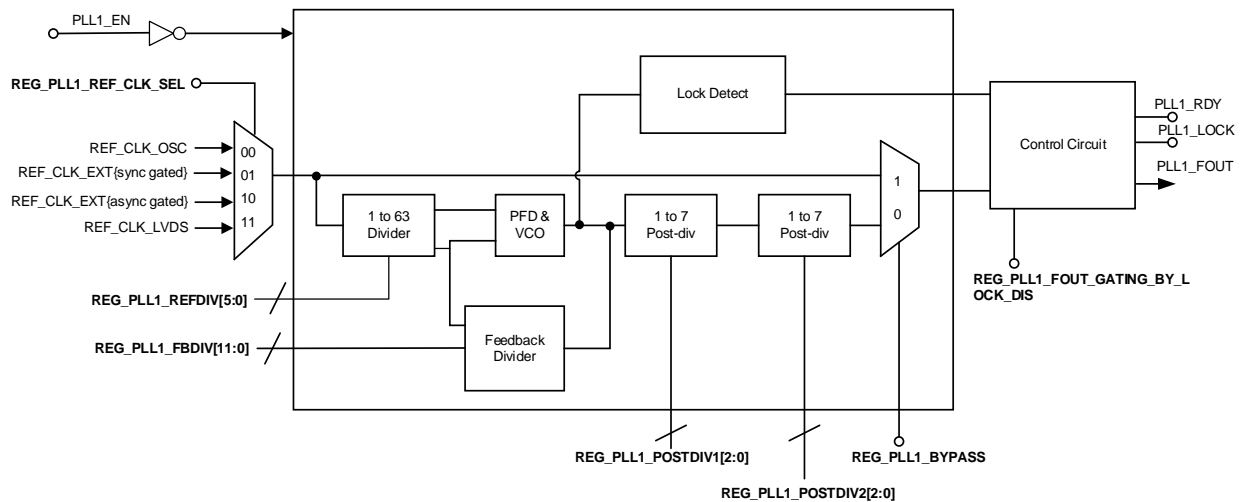 PLL1_EN
REG_PLL1_REF_CLK_SEL
REF_CLK_OSC
REF_CLK_EXT{sync gated}
REF_CLK_EXT{async gated}
REF_CLK_LVDS
00
01
10
11
Lock Detect
Control Circuit
PLL1_RDY
PLL1_LOCK
PLL1_FOUT
1 to 63
Divider
PFD &
VCO
1 to 7
Post-div
1 to 7
Post-div
1
0
REG_PLL1_FOUT_GATING_BY_L
OCK_DIS
REG_PLL1_REFDIV[5:0]
REG_PLL1_FBDIV[11:0]
Feedback
Divider
REG_PLL1_POSTDIV1[2:0]
REG_PLL1_BYPASS
REG_PLL1_POSTDIV2[2:0]